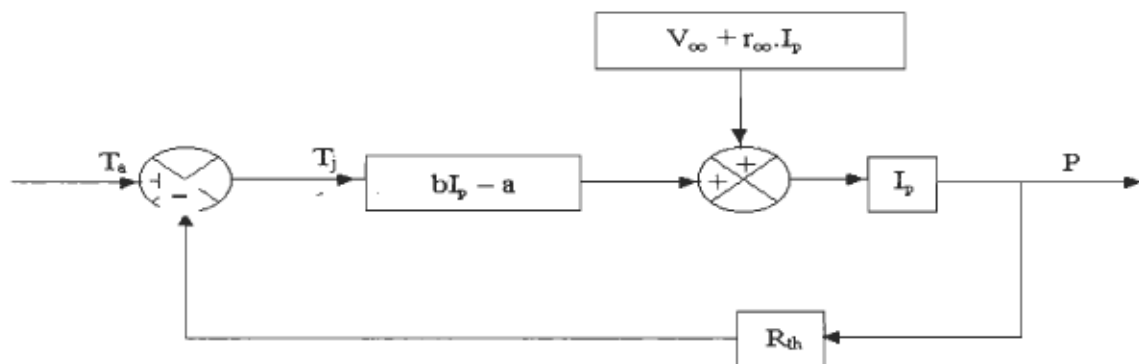 V∞ + r∞.Iₚ
Tₐ
+
−
Tⱼ
bIₚ − a
+
+
Iₚ
P
Rₜₕ